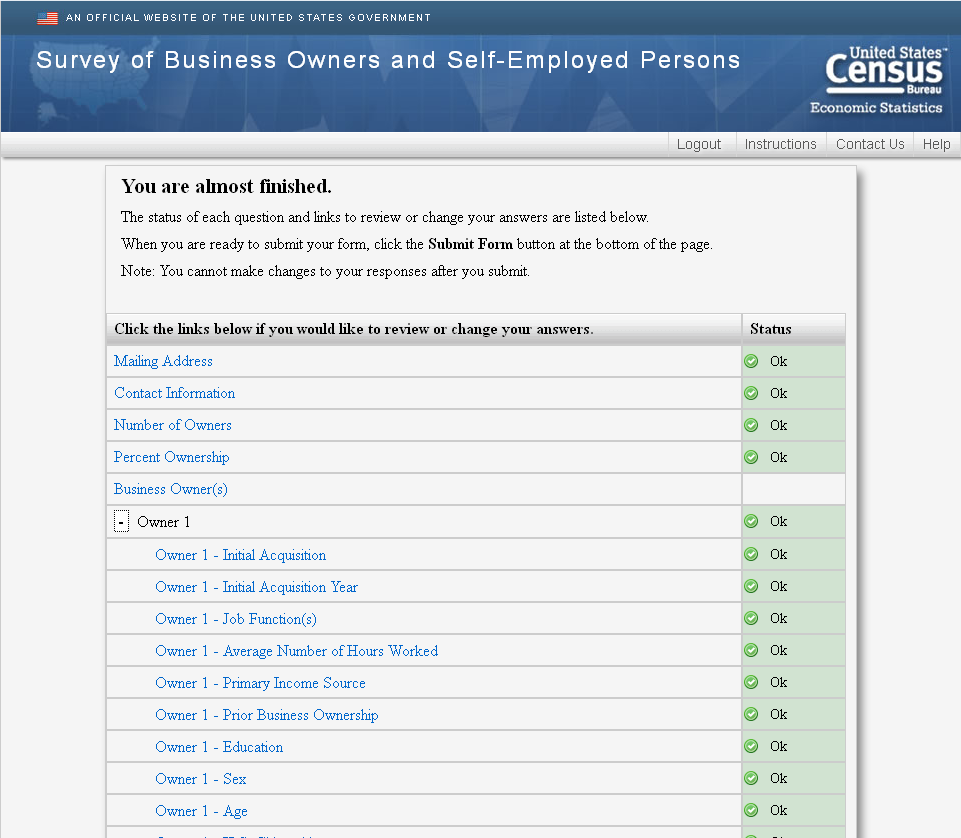 AN OFFICIAL WEBSITE OF THE UNITED STATES GOVERNMENT
Survey of Business Owners and Self-Employed Persons
United States™
Census
Bureau
Economic Statistics
Logout Instructions Contact Us Help
You are almost finished.
The status of each question and links to review or change your answers are listed below.
When you are ready to submit your form, click the Submit Form button at the bottom of the page.
Note: You cannot make changes to your responses after you submit.
Click the links below if you would like to review or change your answers. Status
Mailing Address Ok
Contact Information Ok
Number of Owners Ok
Percent Ownership Ok
Business Owner(s)
- Owner 1 Ok
Owner 1 - Initial Acquisition Ok
Owner 1 - Initial Acquisition Year Ok
Owner 1 - Job Function(s) Ok
Owner 1 - Average Number of Hours Worked Ok
Owner 1 - Primary Income Source Ok
Owner 1 - Prior Business Ownership Ok
Owner 1 - Education Ok
Owner 1 - Sex Ok
Owner 1 - Age Ok